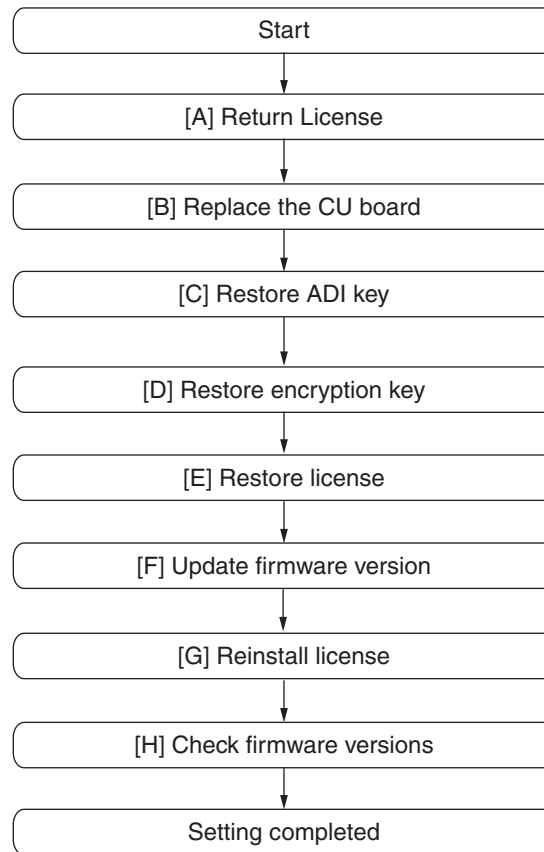 Start
[A] Return License
[B] Replace the CU board
[C] Restore ADI key
[D] Restore encryption key
[E] Restore license
[F] Update firmware version
[G] Reinstall license
[H] Check firmware versions
Setting completed